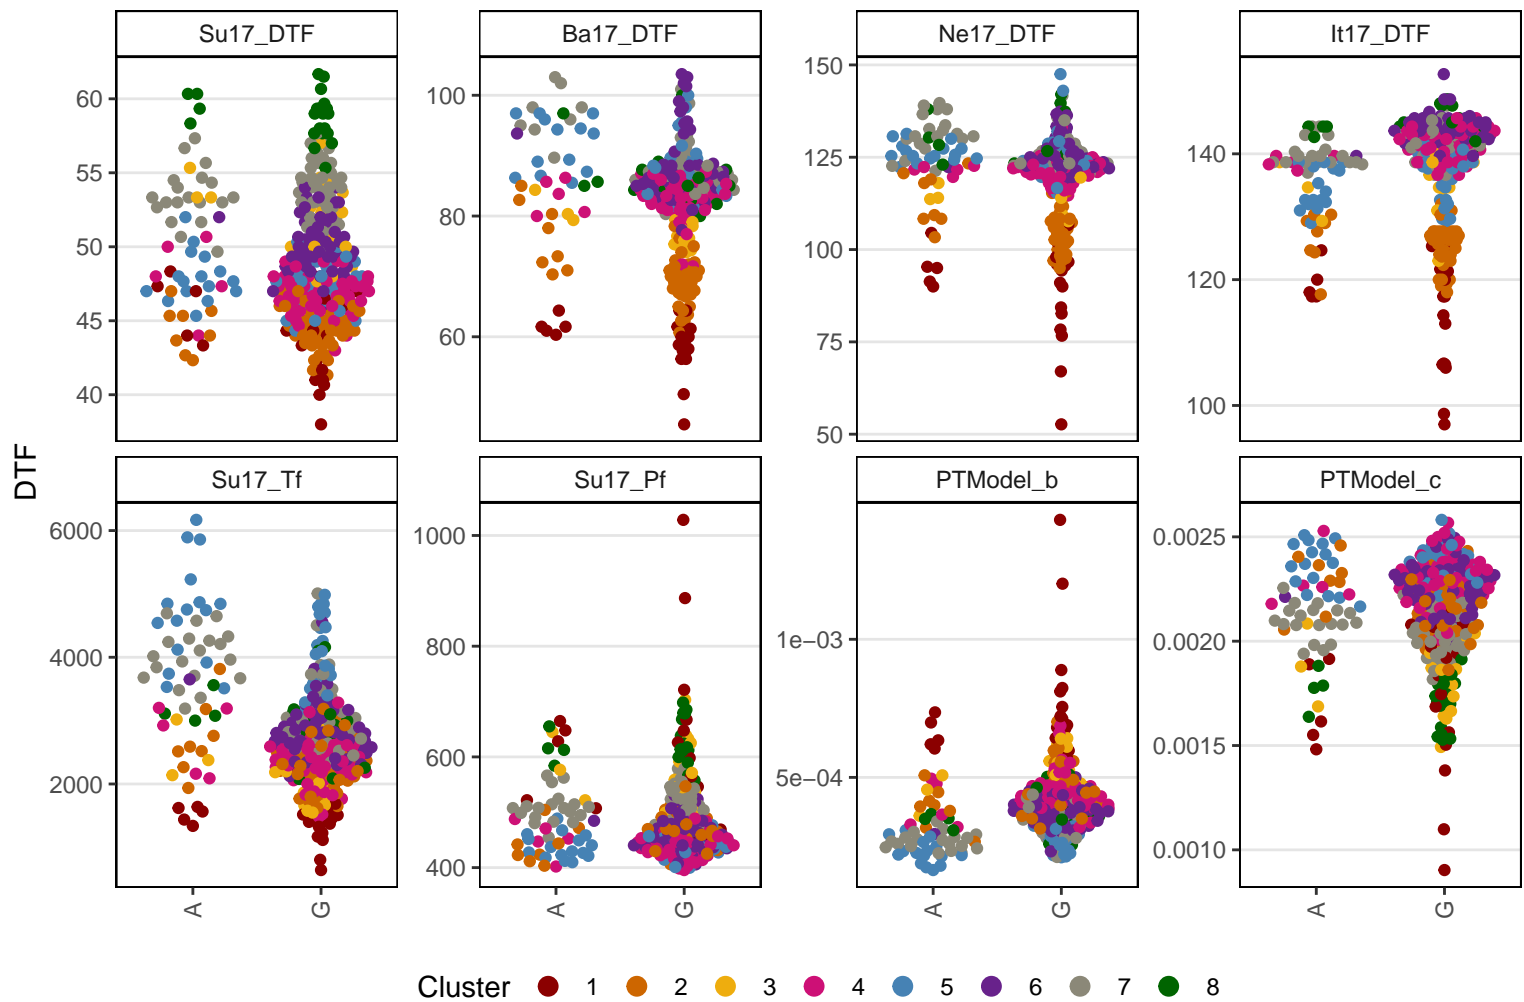 Su17_DTF Ba17_DTF Ne17_DTF It17_DTF
60 55 50 45 40
100 80 60
150 125 100 75 50
140 120 100
DTF
Su17_Tf Su17_Pf PTModel_b PTModel_c
6000 4000 2000
1000 800 600 400
1e−03 5e−04
0.0025 0.0020 0.0015 0.0010
A G A G A G A G
Cluster 1 2 3 4 5 6 7 8